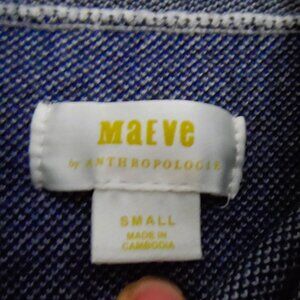 MaEVe
by ANTHROPOLOGIE
SMALL
MADE IN
CAMBODIA